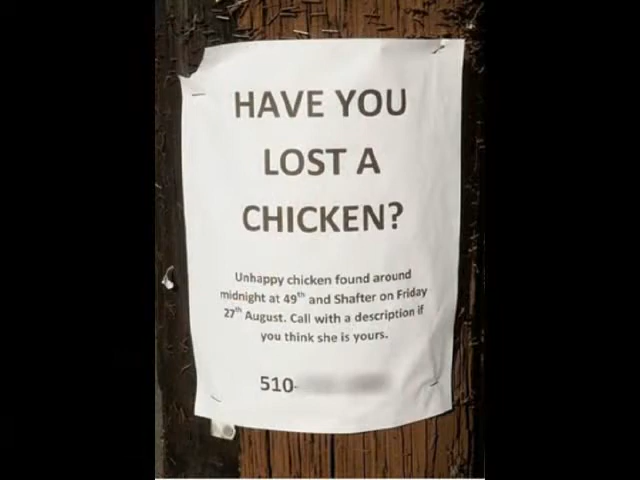 HAVE YOU
LOST A
CHICKEN?
Unhappy chicken found around
midnight at 49th and Shafter on Friday
27th August. Call with a description if
you think she is yours.
510-